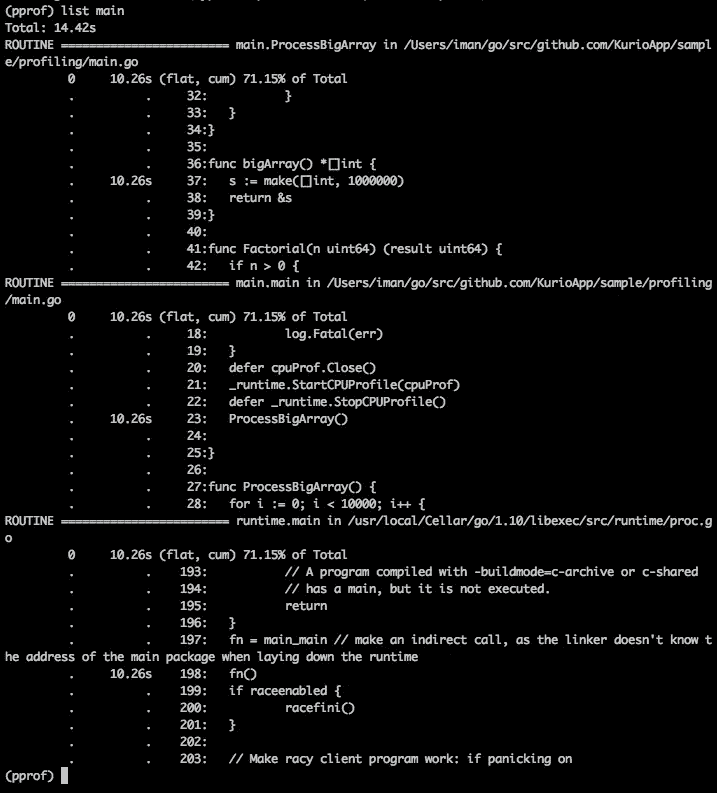 (pprof) list main
Total: 14.42s
ROUTINE ======================== main.ProcessBigArray in /Users/iman/go/src/github.com/KurioApp/sampl
e/profiling/main.go
         0     10.26s (flat, cum) 71.15% of Total
         .          .     32:		}
         .          .     33:	}
         .          .     34:}
         .          .     35:
         .          .     36:func bigArray() *[]int {
         .     10.26s     37:	s := make([]int, 1000000)
         .          .     38:	return &s
         .          .     39:}
         .          .     40:
         .          .     41:func Factorial(n uint64) (result uint64) {
         .          .     42:	if n > 0 {
ROUTINE ======================== main.main in /Users/iman/go/src/github.com/KurioApp/sample/profiling
/main.go
         0     10.26s (flat, cum) 71.15% of Total
         .          .     18:		log.Fatal(err)
         .          .     19:	}
         .          .     20:	defer cpuProf.Close()
         .          .     21:	_runtime.StartCPUProfile(cpuProf)
         .          .     22:	defer _runtime.StopCPUProfile()
         .     10.26s     23:	ProcessBigArray()
         .          .     24:
         .          .     25:}
         .          .     26:
         .          .     27:func ProcessBigArray() {
         .          .     28:	for i := 0; i < 10000; i++ {
ROUTINE ======================== runtime.main in /usr/local/Cellar/go/1.10/libexec/src/runtime/proc.g
o
         0     10.26s (flat, cum) 71.15% of Total
         .          .    193:		// A program compiled with -buildmode=c-archive or c-shared
         .          .    194:		// has a main, but it is not executed.
         .          .    195:		return
         .          .    196:	}
         .          .    197:	fn = main_main // make an indirect call, as the linker doesn't know t
he address of the main package when laying down the runtime
         .     10.26s    198:	fn()
         .          .    199:	if raceenabled {
         .          .    200:		racefini()
         .          .    201:	}
         .          .    202:
         .          .    203:	// Make racy client program work: if panicking on
(pprof)